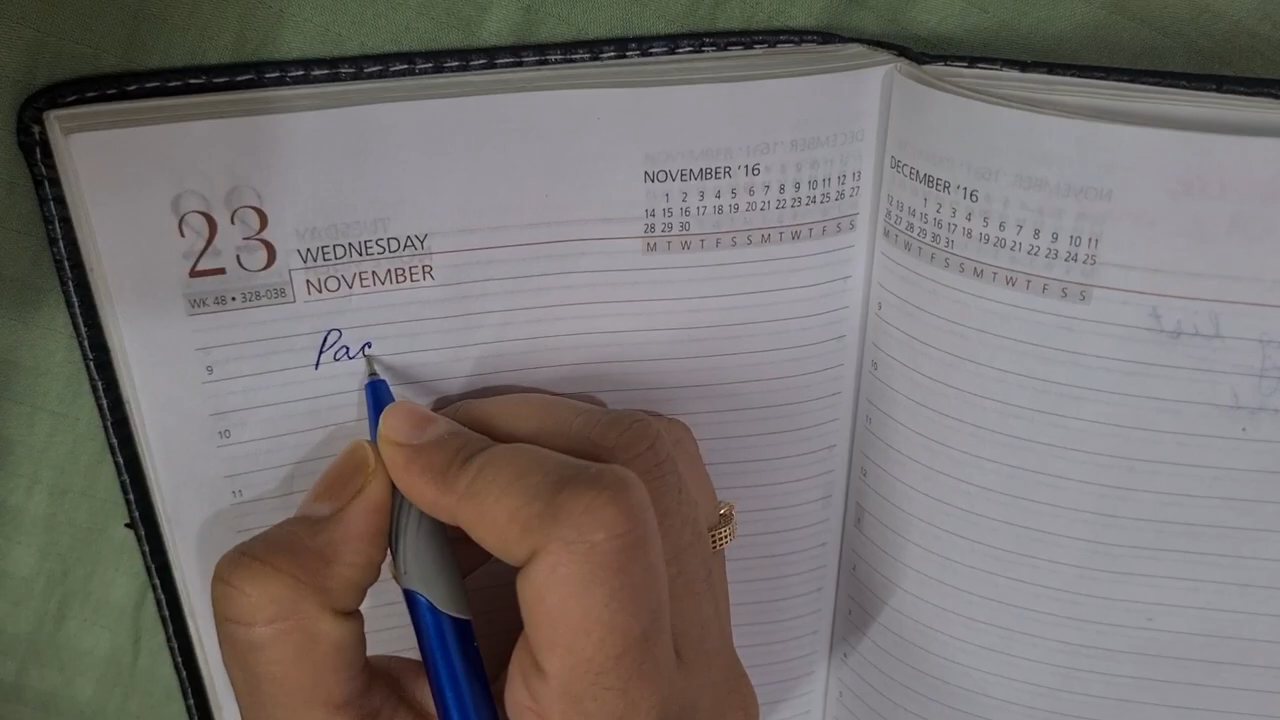 23
WEDNESDAY
NOVEMBER
WK 48 • 328-038
NOVEMBER '16
1 2 3 4 5 6 7 8 9 10 11 12 13
14 15 16 17 18 19 20 21 22 23 24 25 26 27
28 29 30
M T W T F S S M T W T F S S
9
Pac
10
11
DECEMBER '16
1 2 3 4 5 6 7 8 9 10 11
12 13 14 15 16 17 18 19 20 21 22 23 24 25
26 27 28 29 30 31
M T W T F S S M T W T F S S
9
10
11
12